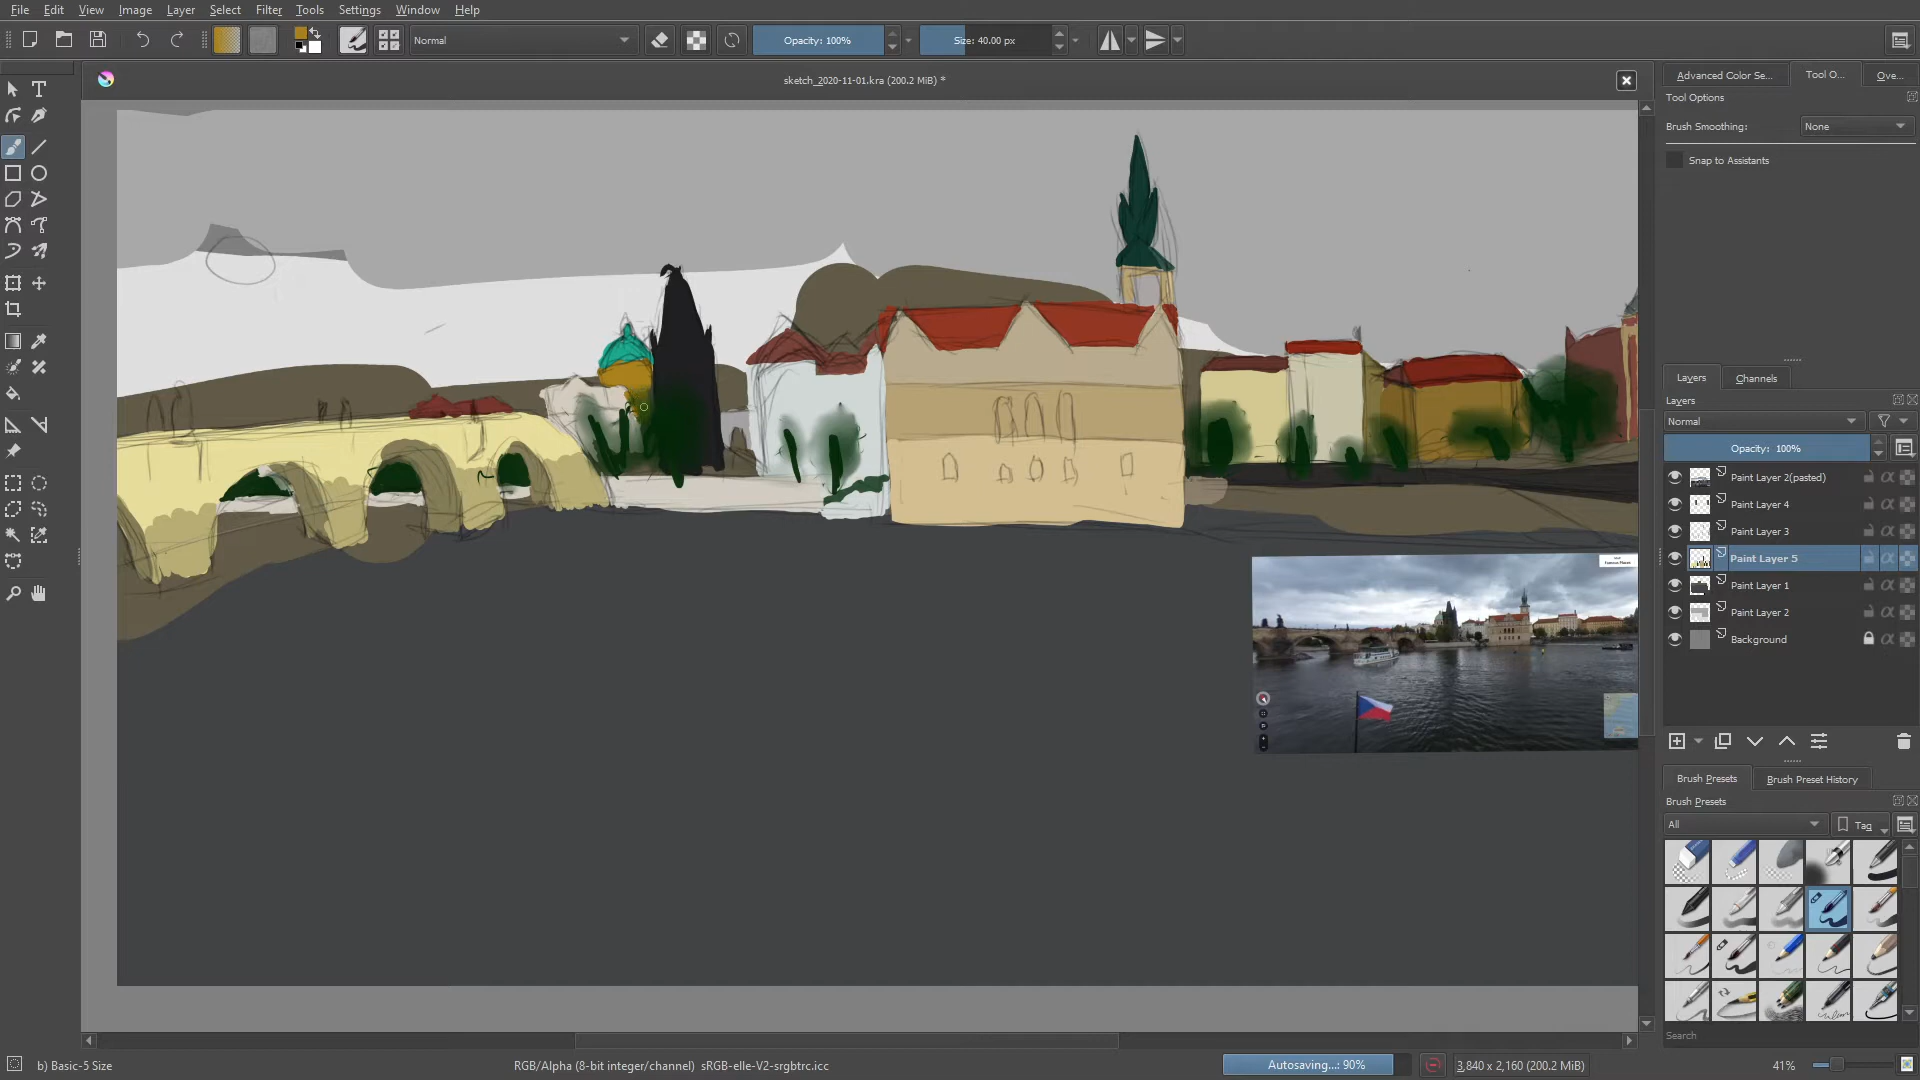 File Edit View Image Layer Select Filter Tools Settings Window Help
Normal
Opacity: 100%
Size: 40.00 px
sketch_2020-11-01.kra (200.2 MiB) *
Advanced Color Se...
Tool O...
Ove...
Tool Options
Brush Smoothing:
None
Snap to Assistants
Layers
Channels
Layers
Normal
Opacity: 100%
Paint Layer 2(pasted)
Paint Layer 4
Paint Layer 3
Paint Layer 5
Paint Layer 1
Paint Layer 2
Background
Brush Presets
Brush Preset History
Brush Presets
All
Tag
Search
b) Basic-5 Size
RGB/Alpha (8-bit integer/channel) sRGB-elle-V2-srgbtrc.icc
Autosaving...: 90%
3,840 x 2,160 (200.2 MiB)
41%